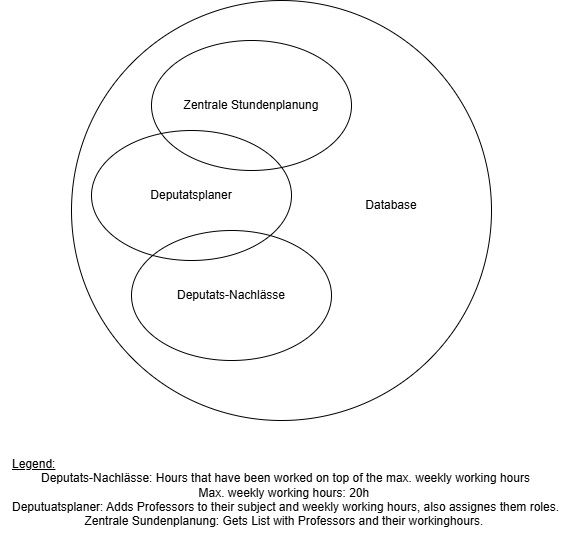 Zentrale Stundenplanung
Deputatsplaner
Database
Deputats-Nachlässe
Legend:
Deputats-Nachlässe: Hours that have been worked on top of the max. weekly working hours
Max. weekly working hours: 20h
Deputuatsplaner: Adds Professors to their subject and weekly working hours, also assignes them roles.
Zentrale Sundenplanung: Gets List with Professors and their workinghours.